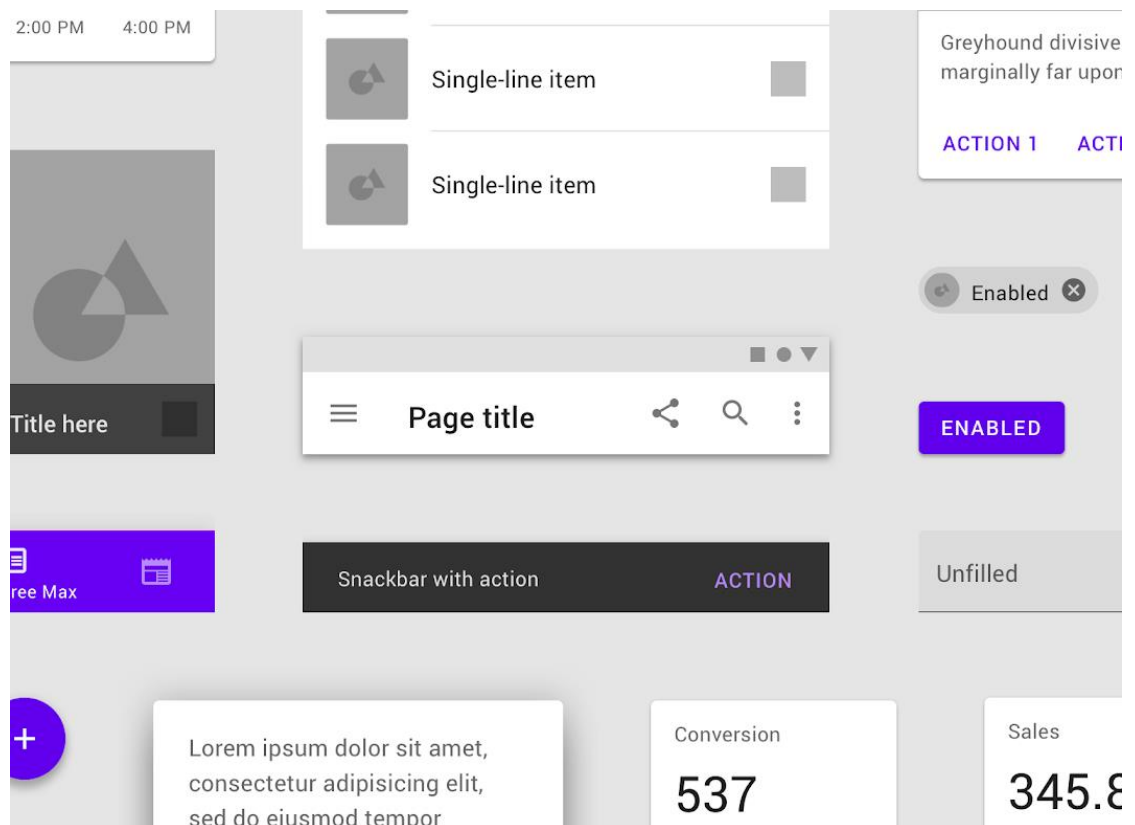 2:00 PM 4:00 PM
Single-line item
Single-line item
Greyhound divisive
marginally far upon
ACTION 1
Title here
Page title
Enabled
ENABLED
Max
Snackbar with action ACTION
Unfilled
Lorem ipsum dolor sit amet,
consectetur adipisicing elit,
sed do eiusmod tempor
Conversion
537
Sales
345.8